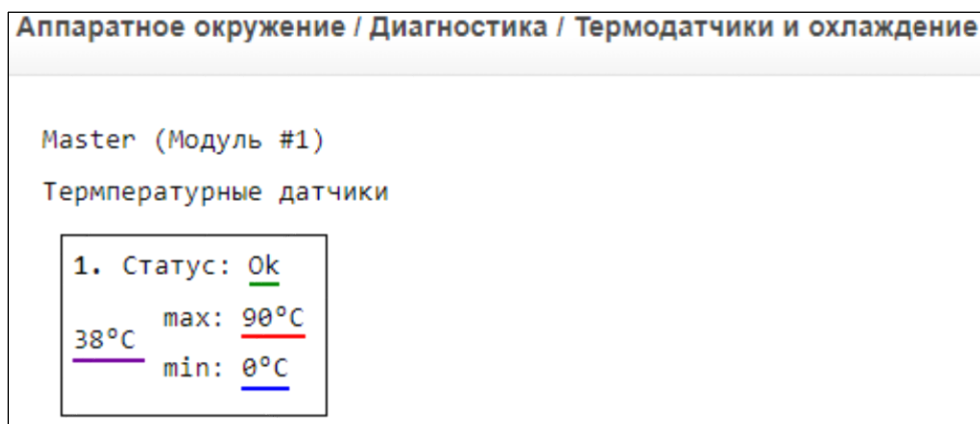 Аппаратное окружение / Диагностика / Термодатчики и охлаждение
Master (Модуль #1)
Термпературные датчики
1. Статус: Ok
max: 90°C
38°C
min: 0°C